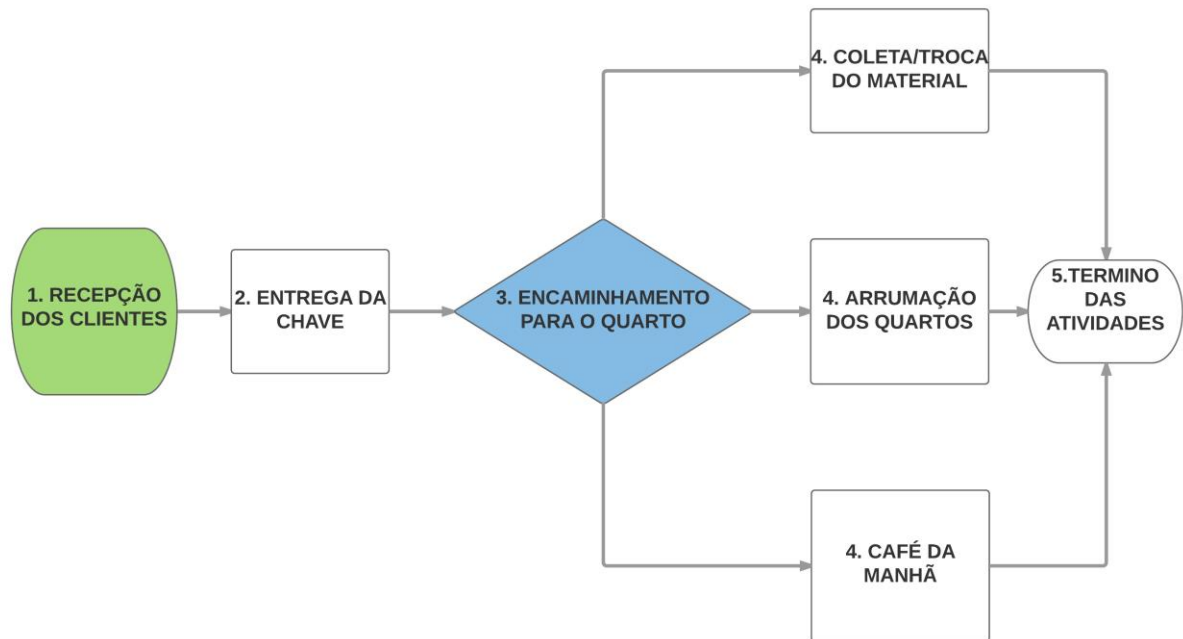 1. RECEPÇÃO
DOS CLIENTES
2. ENTREGA DA
CHAVE
3. ENCAMINHAMENTO
PARA O QUARTO
4. COLETA/TROCA
DO MATERIAL
4. ARRUMAÇÃO
DOS QUARTOS
4. CAFÉ DA
MANHÃ
5.TERMINO
DAS
ATIVIDADES